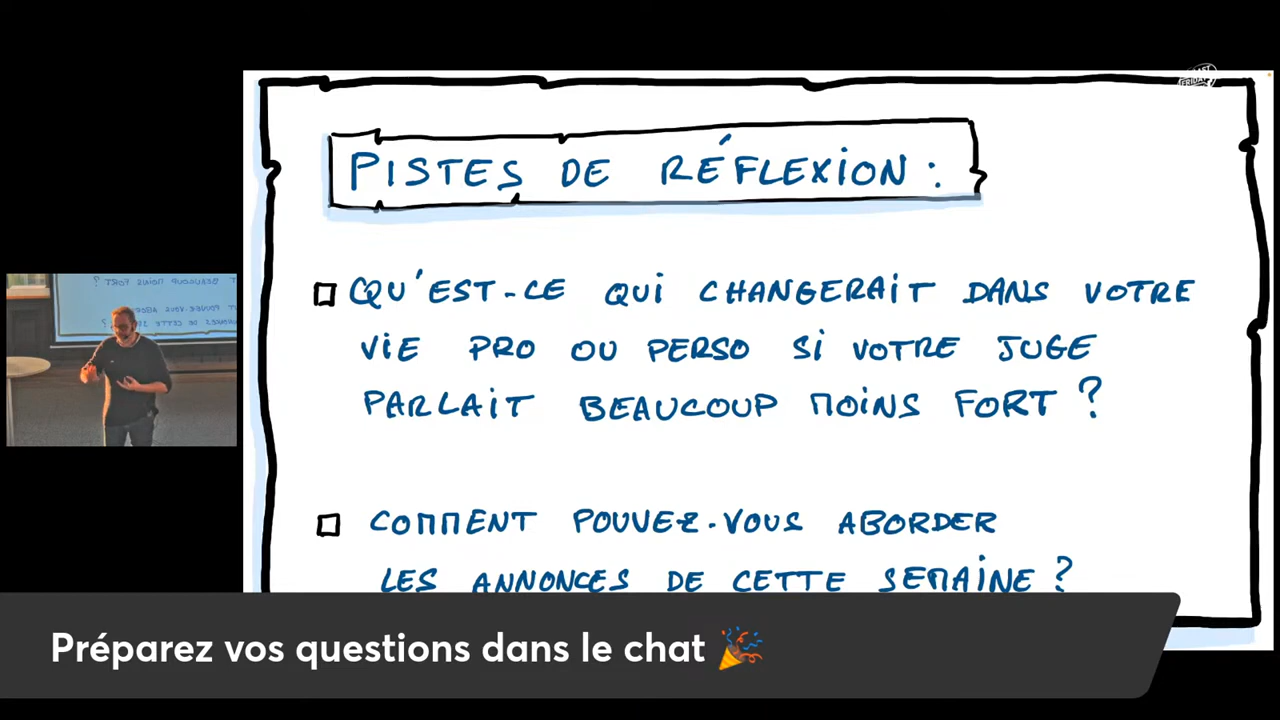 PISTES DE RÉFLEXION :
QU'EST-CE QUI CHANGERAIT DANS VOTRE
VIE PRO OU PERSO SI VOTRE JUGE
PARLAIT BEAUCOUP MOINS FORT ?
COMMENT POUVEZ-VOUS ABORDER
LES ANNONCES DE CETTE SEMAINE ?
Préparez vos questions dans le chat 🎉